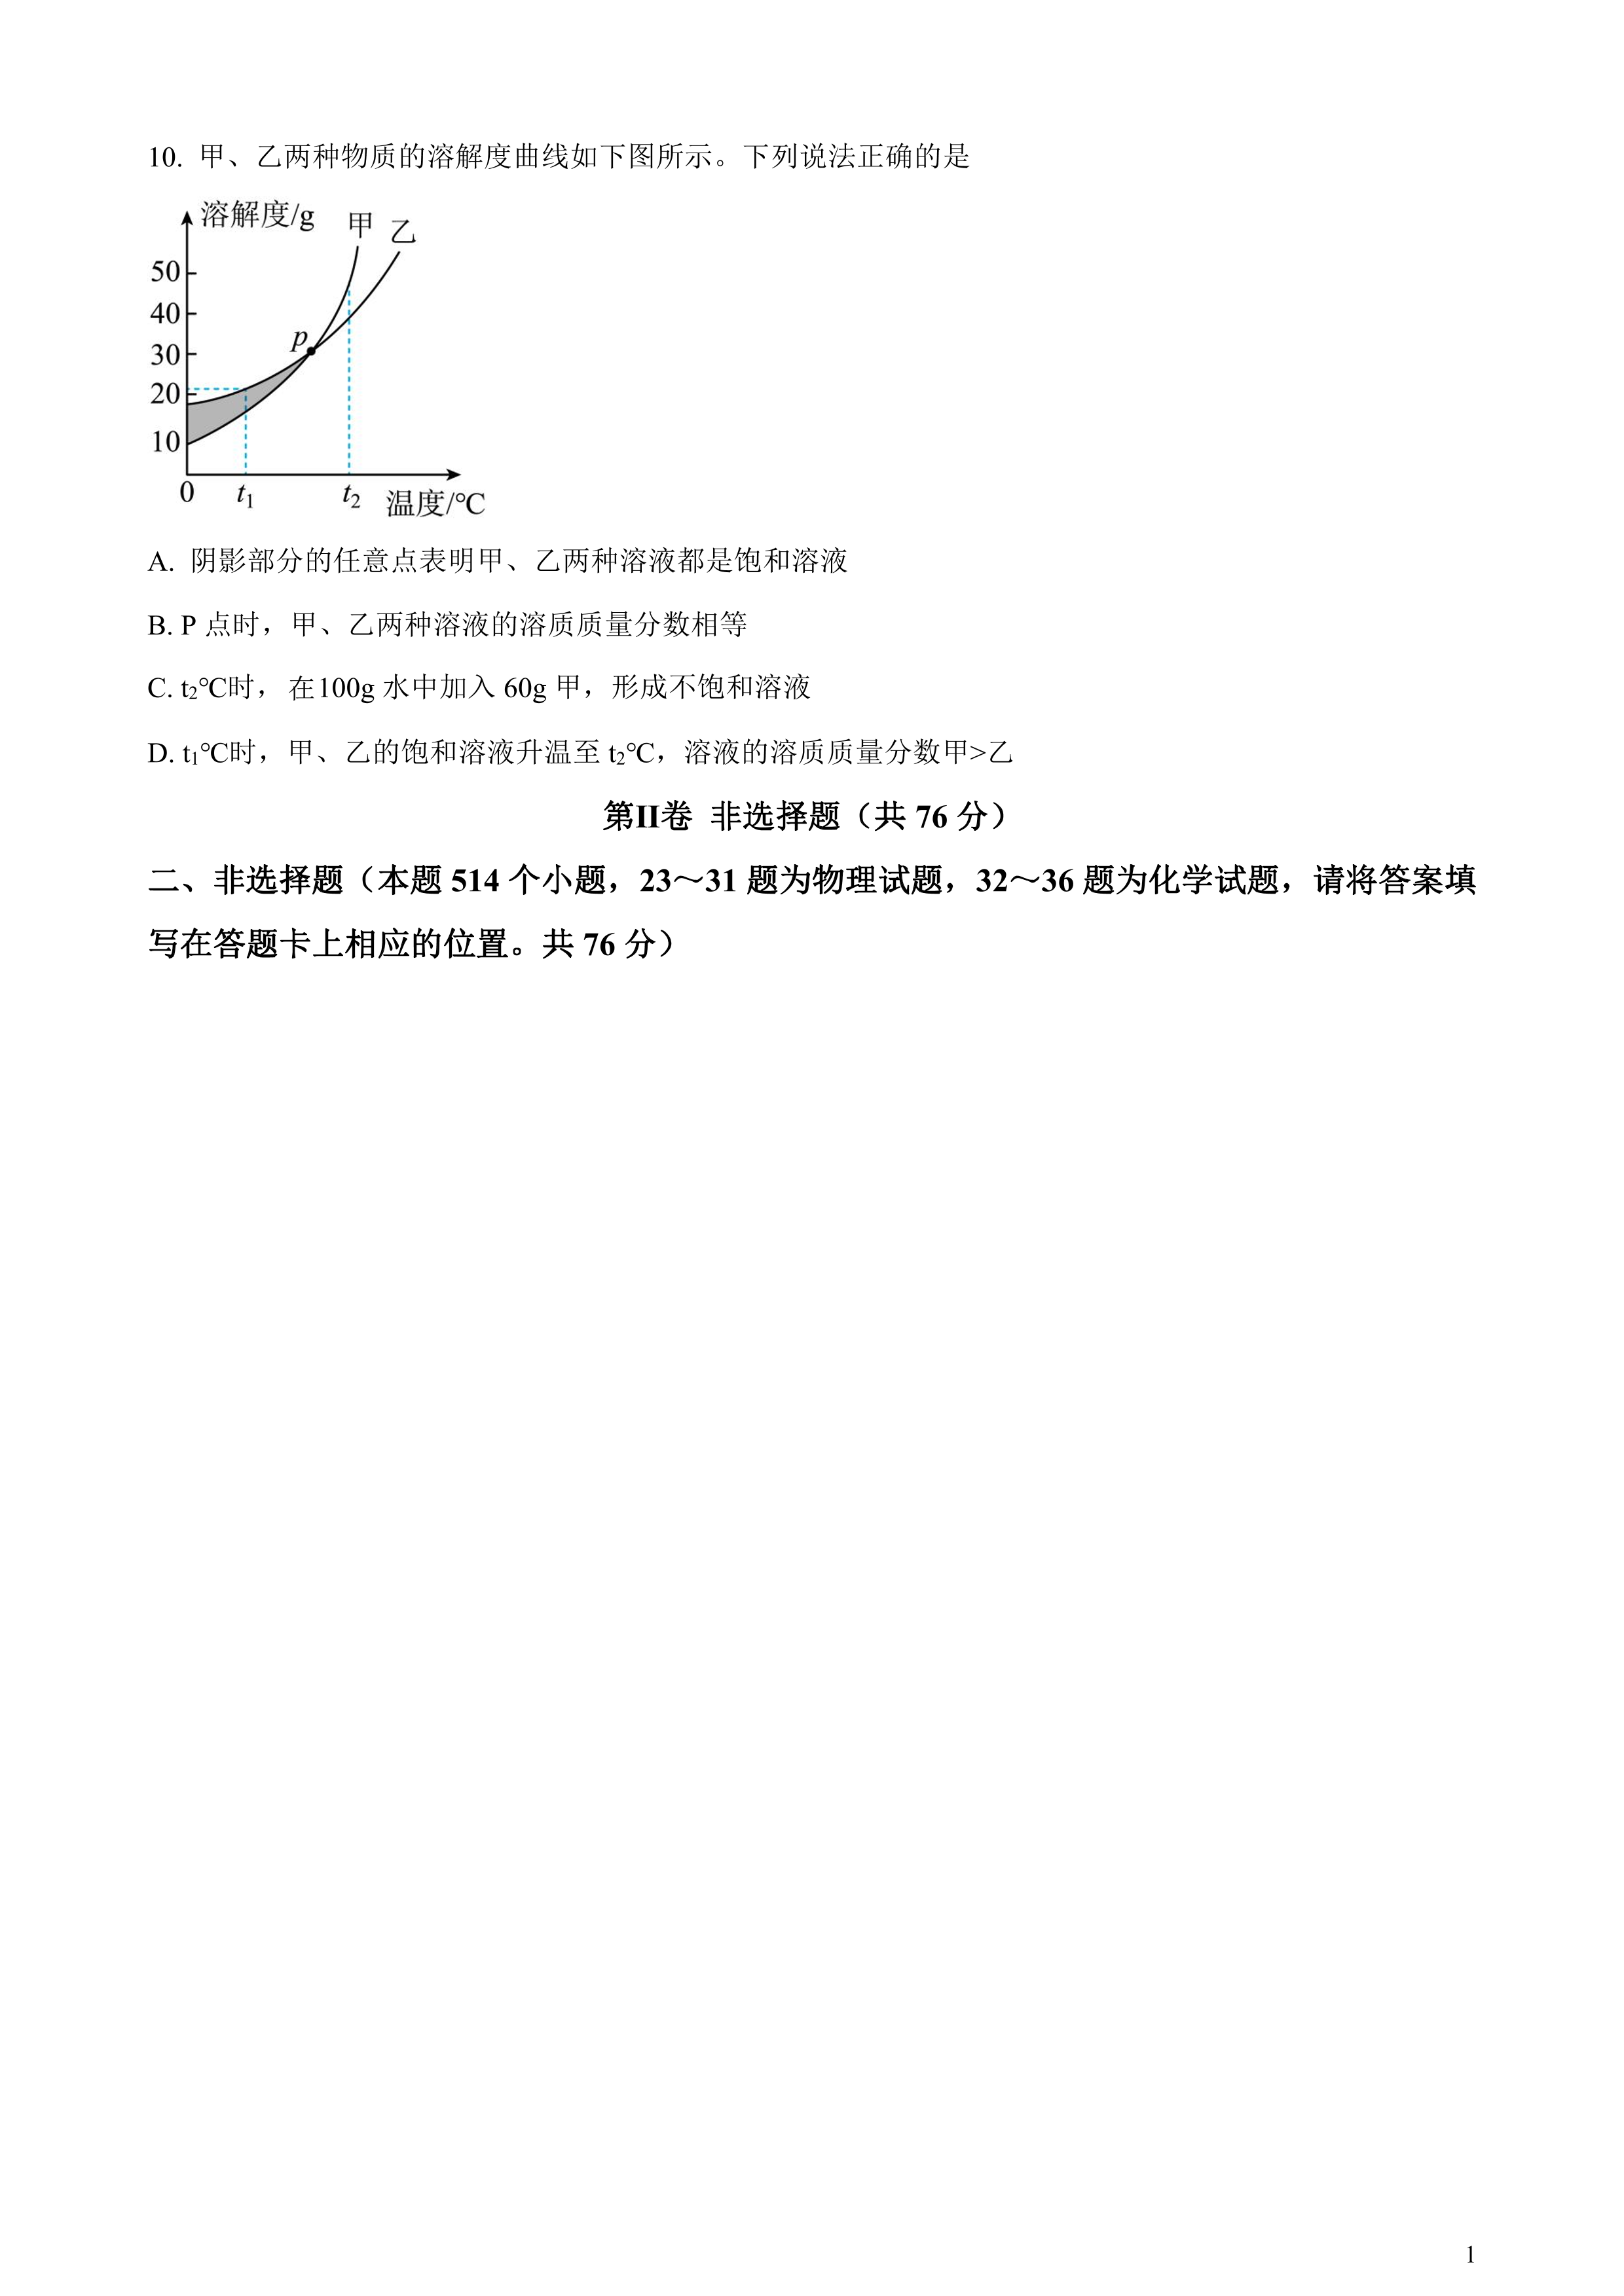 10. 甲、乙两种物质的溶解度曲线如下图所示。下列说法正确的是
溶解度/g 甲 乙
50
40
p
30
20
10
0 t₁ t₂ 温度/℃
A. 阴影部分的任意点表明甲、乙两种溶液都是饱和溶液
B. P 点时，甲、乙两种溶液的溶质质量分数相等
C. t₂℃时，在100g 水中加入 60g 甲，形成不饱和溶液
D. t₁℃时，甲、乙的饱和溶液升温至 t₂℃，溶液的溶质质量分数甲>乙
第II卷 非选择题（共 76 分）
二、非选择题（本题 514 个小题，23～31 题为物理试题，32～36 题为化学试题，请将答案填
写在答题卡上相应的位置。共 76 分）
1